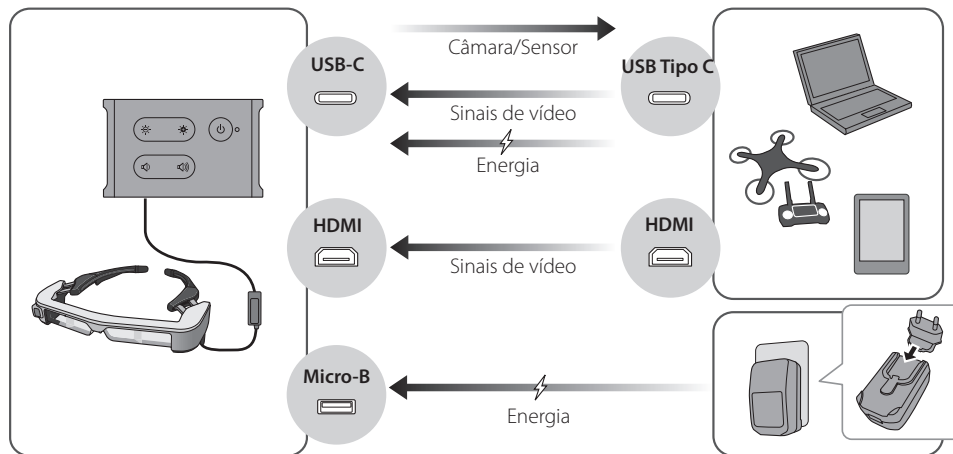 Câmara/Sensor
USB-C
USB Tipo C
Sinais de vídeo
Energia
HDMI
HDMI
Sinais de vídeo
Micro-B
Energia